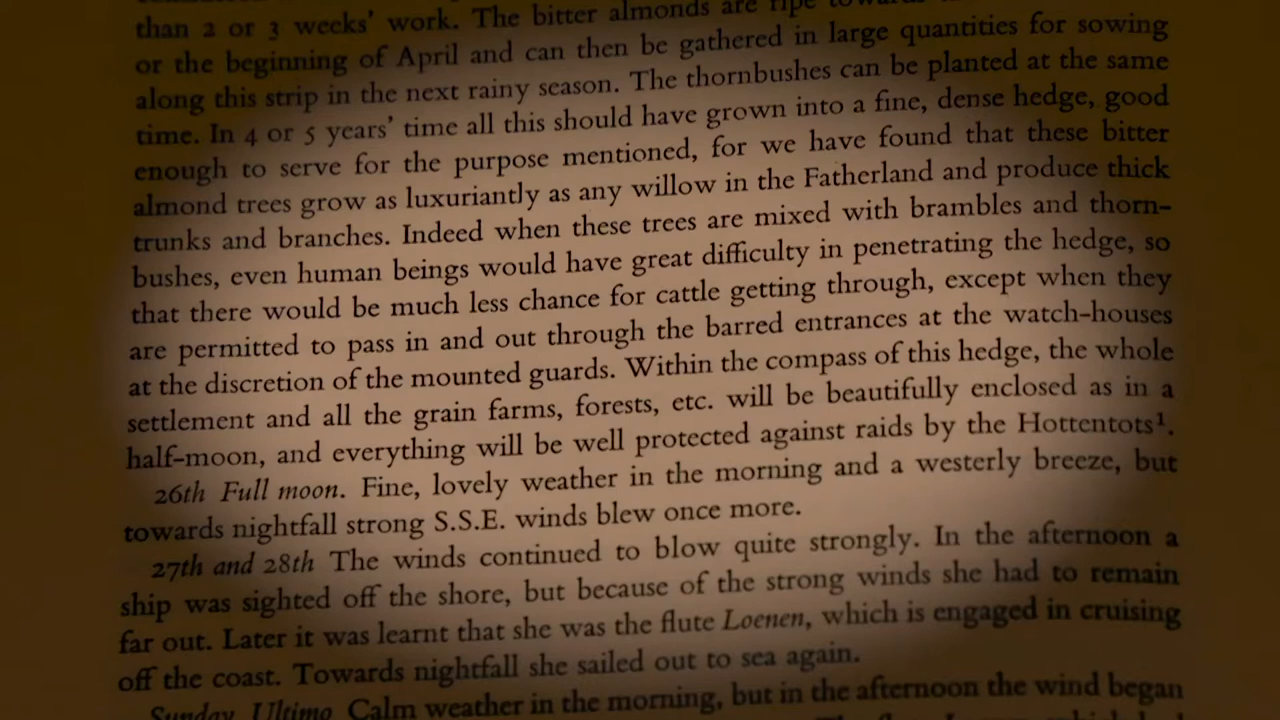 than 2 or 3 weeks' work. The bitter almonds are ripe
or the beginning of April and can then be gathered in large quantities for sowing
along this strip in the next rainy season. The thornbushes can be planted at the same
time. In 4 or 5 years' time all this should have grown into a fine, dense hedge, good
enough to serve for the purpose mentioned, for we have found that these bitter
almond trees grow as luxuriantly as any willow in the Fatherland and produce thick
trunks and branches. Indeed when these trees are mixed with brambles and thorn-
bushes, even human beings would have great difficulty in penetrating the hedge, so
that there would be much less chance for cattle getting through, except when they
are permitted to pass in and out through the barred entrances at the watch-houses
at the discretion of the mounted guards. Within the compass of this hedge, the whole
settlement and all the grain farms, forests, etc. will be beautifully enclosed as in a
half-moon, and everything will be well protected against raids by the Hottentots¹.
26th Full moon. Fine, lovely weather in the morning and a westerly breeze, but
towards nightfall strong S.S.E. winds blew once more.
27th and 28th The winds continued to blow quite strongly. In the afternoon a
ship was sighted off the shore, but because of the strong winds she had to remain
far out. Later it was learnt that she was the flute Loenen, which is engaged in cruising
off the coast. Towards nightfall she sailed out to sea again.
Sunday Ultimo Calm weather in the morning, but in the afternoon the wind began